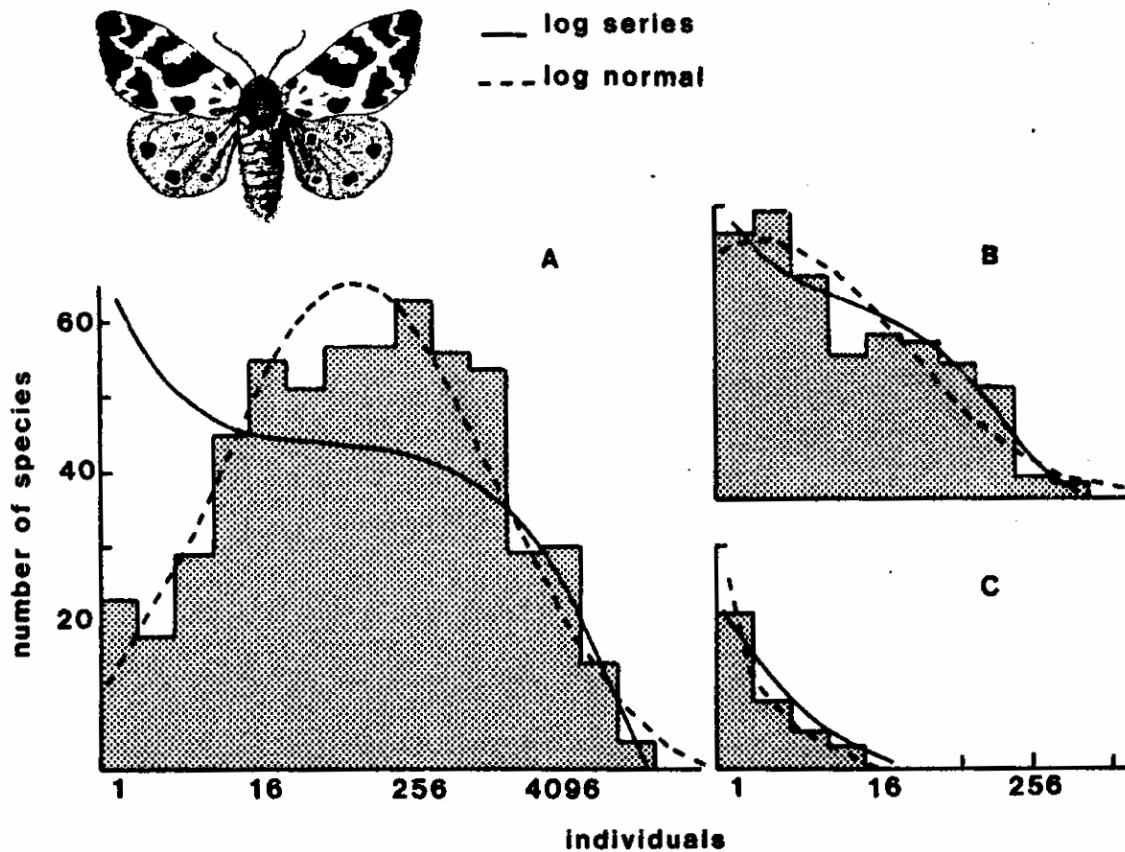 log series
log normal
A
B
C
60
40
20
number of species
1 16 256 4096
1 16 256
individuals